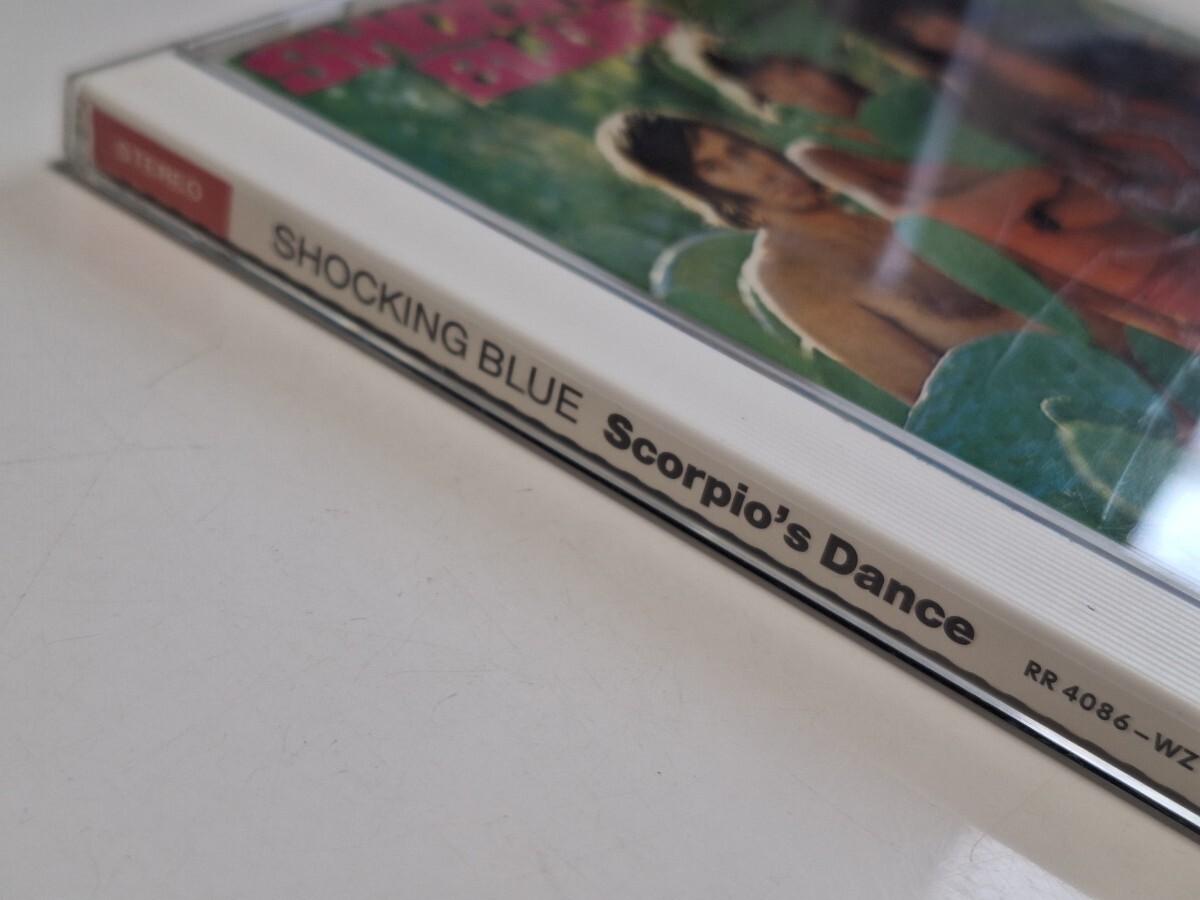 STEREO
SHOCKING BLUE Scorpio's Dance RR 4086-WZ